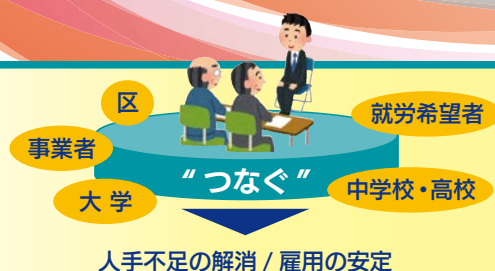 区
就労希望者
事業者
“つなぐ”
大学
中学校・高校
人手不足の解消 / 雇用の安定